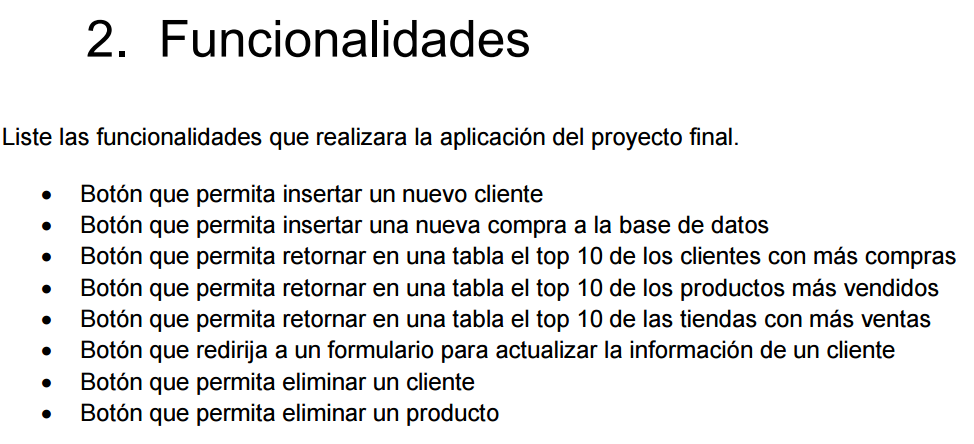 2. Funcionalidades
Liste las funcionalidades que realizara la aplicación del proyecto final.
• Botón que permita insertar un nuevo cliente
• Botón que permita insertar una nueva compra a la base de datos
• Botón que permita retornar en una tabla el top 10 de los clientes con más compras
• Botón que permita retornar en una tabla el top 10 de los productos más vendidos
• Botón que permita retornar en una tabla el top 10 de las tiendas con más ventas
• Botón que redirija a un formulario para actualizar la información de un cliente
• Botón que permita eliminar un cliente
• Botón que permita eliminar un producto